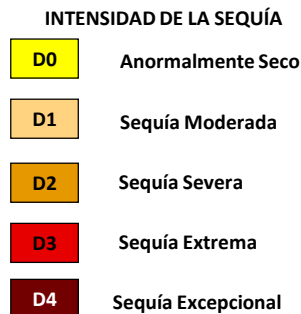 INTENSIDAD DE LA SEQUÍA
D0 Anormalmente Seco
D1 Sequía Moderada
D2 Sequía Severa
D3 Sequía Extrema
D4 Sequía Excepcional